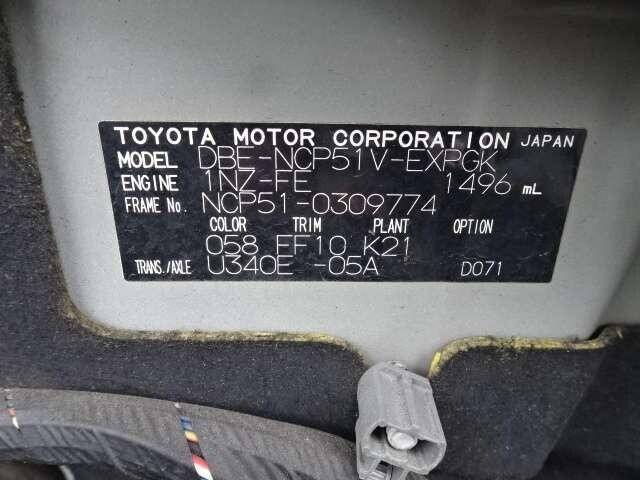 TOYOTA MOTOR CORPORATION JAPAN
MODEL DBE-NCP51V-EXPGK
ENGINE 1NZ-FE 1496 mL
FRAME No. NCP51-0309774
COLOR TRIM PLANT OPTION
058 FF10 K21
TRANS./AXLE U340E -05A D071